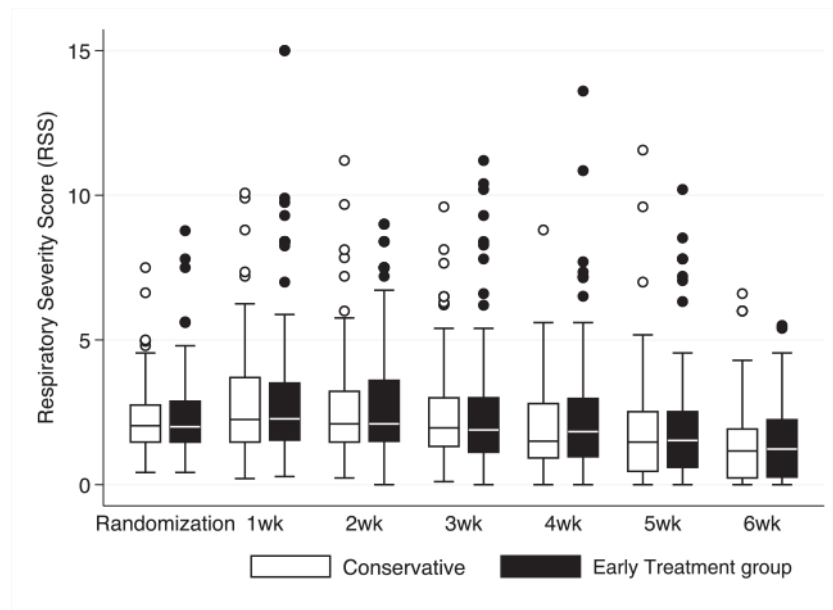 Respiratory Severity Score (RSS)
15
10
5
0
Randomization 1wk 2wk 3wk 4wk 5wk 6wk
Conservative Early Treatment group